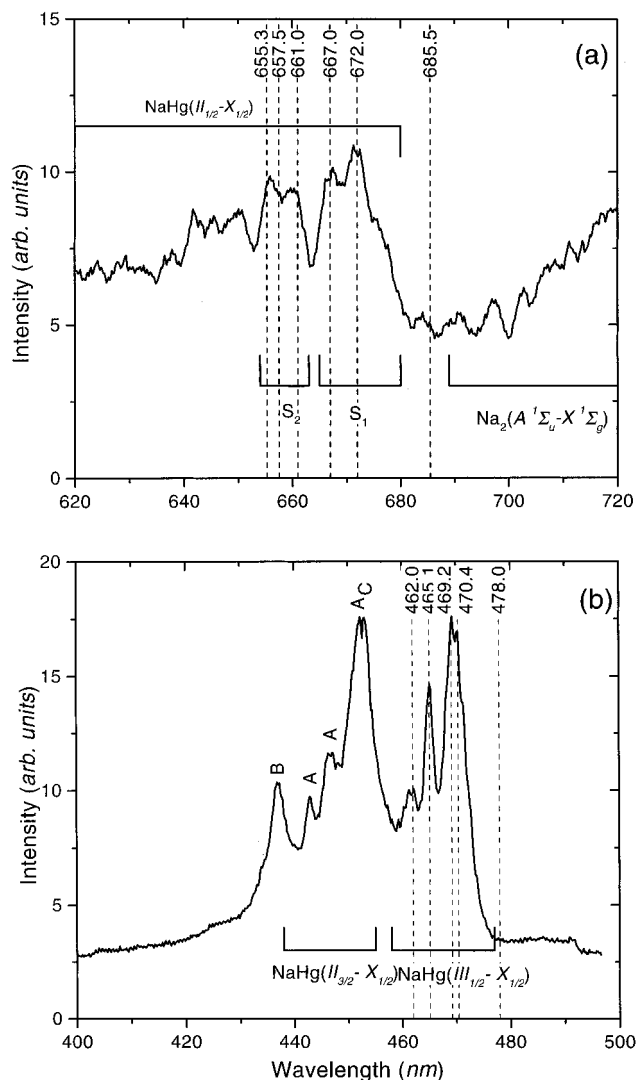 15
10
5
0
Intensity (arb. units)
655.3
657.5
661.0
667.0
672.0
685.5
(a)
NaHg(II1/2-X1/2)
S2
S1
Na2(A 1Σu-X 1Σg)
620
640
660
680
700
720
20
15
10
5
0
Intensity (arb. units)
B
A
A
A C
462.0
465.1
469.2
470.4
478.0
(b)
NaHg(II3/2- X1/2)
NaHg(III1/2-X1/2)
400
420
440
460
480
500
Wavelength (nm)